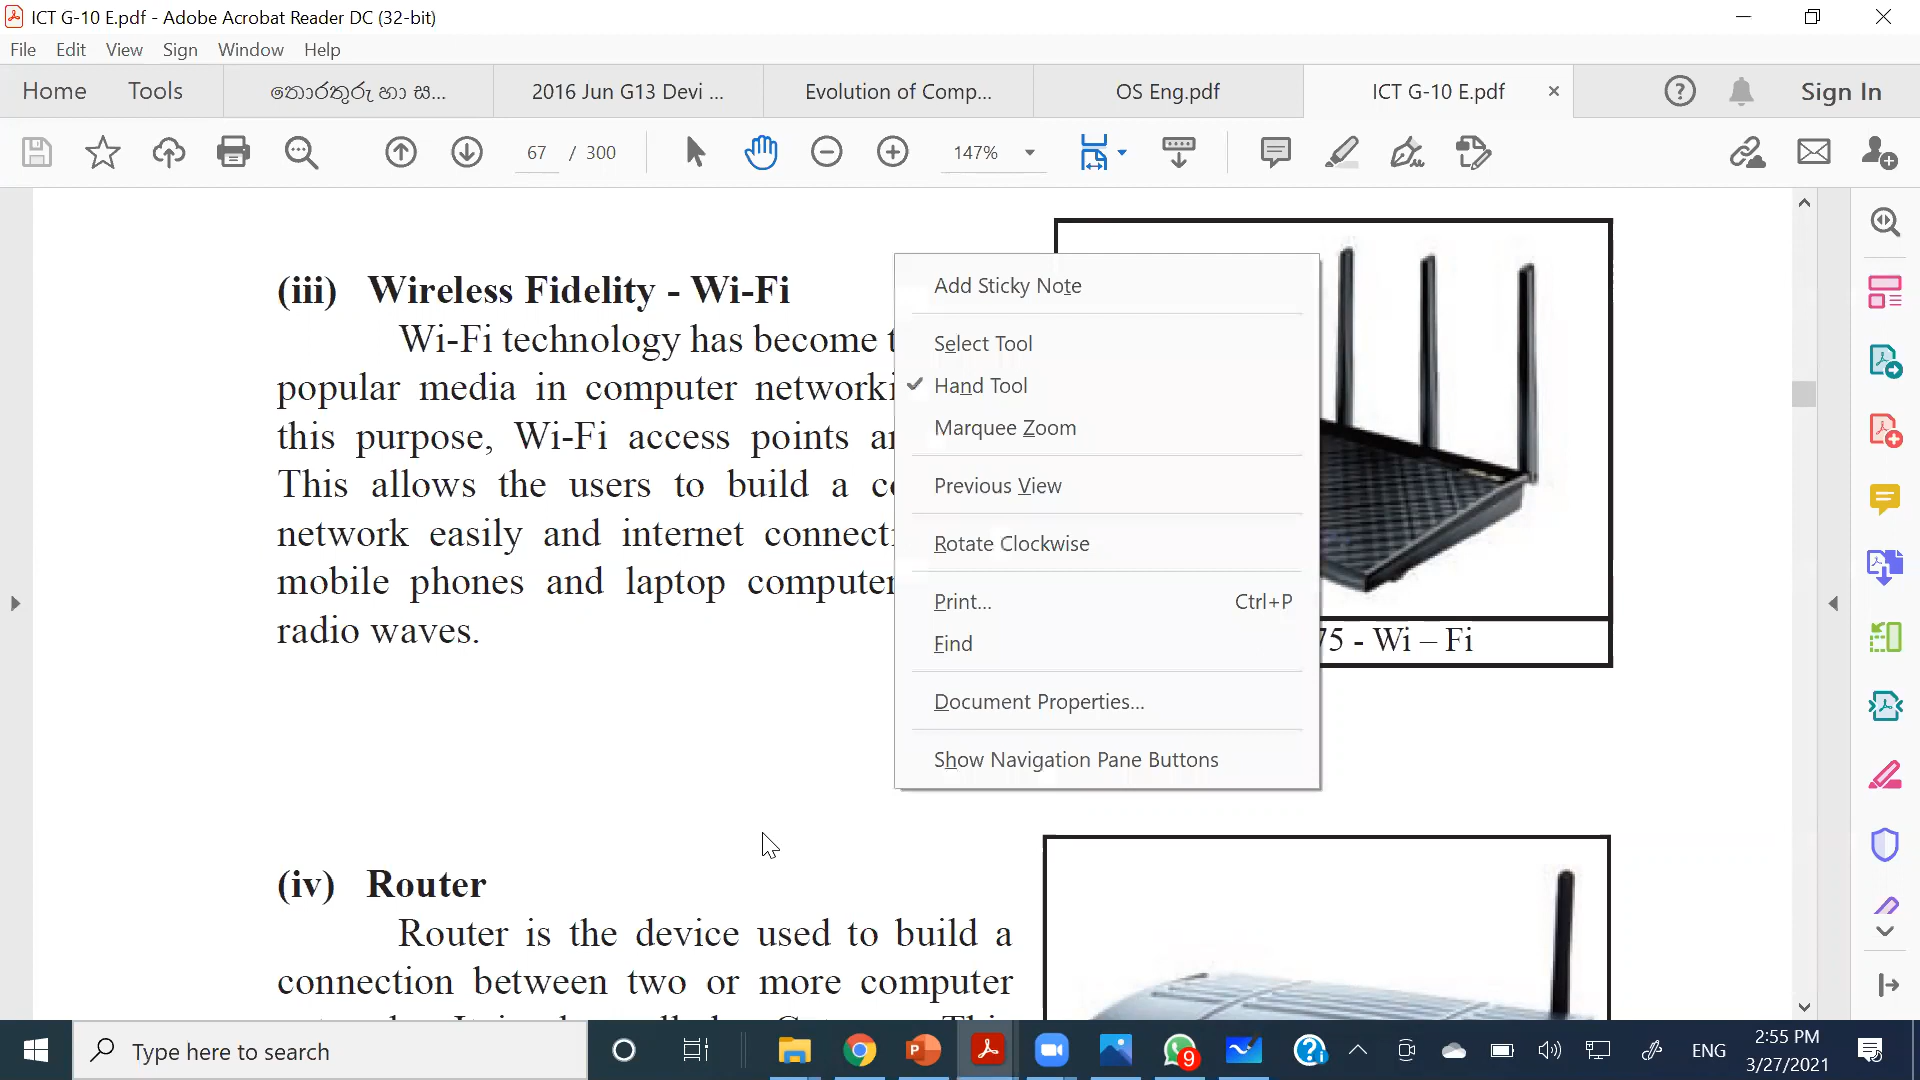 ICT G-10 E.pdf - Adobe Acrobat Reader DC (32-bit)
File Edit View Sign Window Help
Home Tools තොරතුරු හා ස... 2016 Jun G13 Devi ... Evolution of Comp... OS Eng.pdf ICT G-10 E.pdf × Sign In
67 / 300 147%
(iii) Wireless Fidelity - Wi-Fi
Wi-Fi technology has become
popular media in computer
this purpose, Wi-Fi access points
This allows the users to build a
network easily and internet
mobile phones and laptop
radio waves.
Add Sticky Note
Select Tool
Hand Tool
Marquee Zoom
Previous View
Rotate Clockwise
Print... Ctrl+P
Find
Document Properties...
Show Navigation Pane Buttons
75 - Wi – Fi
(iv) Router
Router is the device used to build a
connection between two or more computer
Type here to search
9
ENG
2:55 PM
3/27/2021